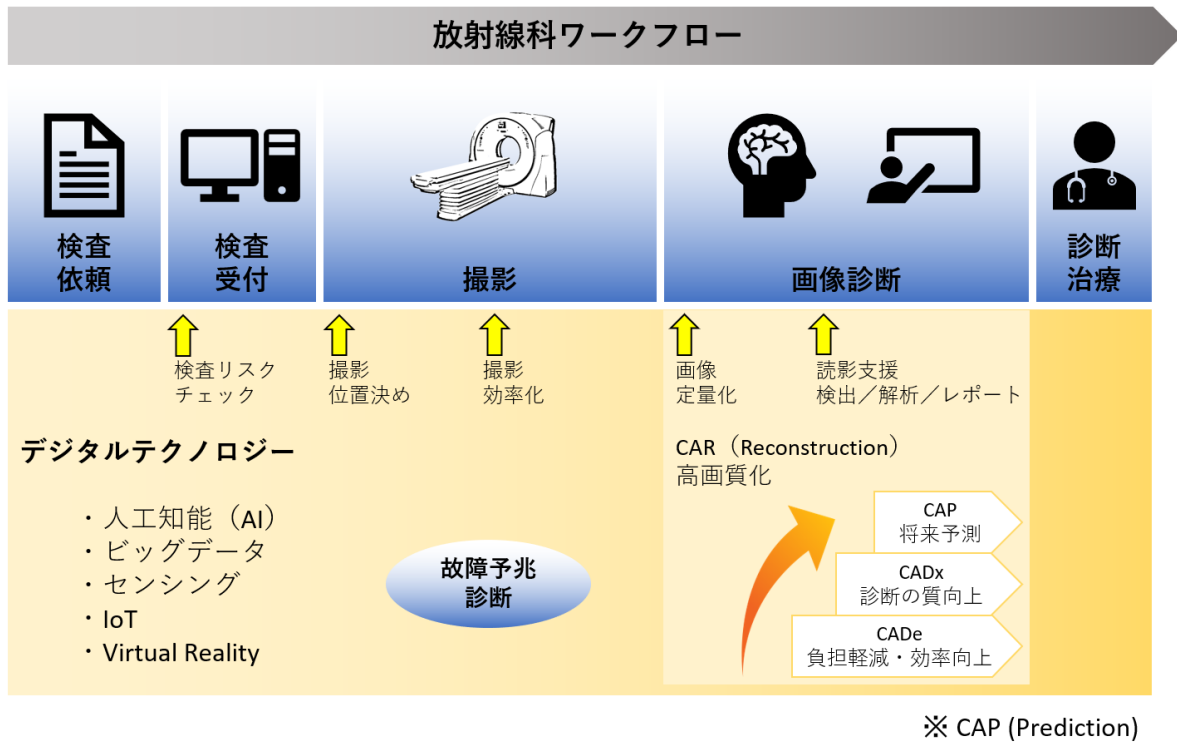 放射線科ワークフロー
検査
依頼
検査
受付
撮影
画像診断
診断
治療
検査リスク
チェック
撮影
位置決め
撮影
効率化
画像
定量化
読影支援
検出／解析／レポート
デジタルテクノロジー
・人工知能（AI）
・ビッグデータ
・センシング
・IoT
・Virtual Reality
故障予兆
診断
CAR（Reconstruction）
高画質化
CAP
将来予測
CADx
診断の質向上
CADe
負担軽減・効率向上
※ CAP (Prediction)